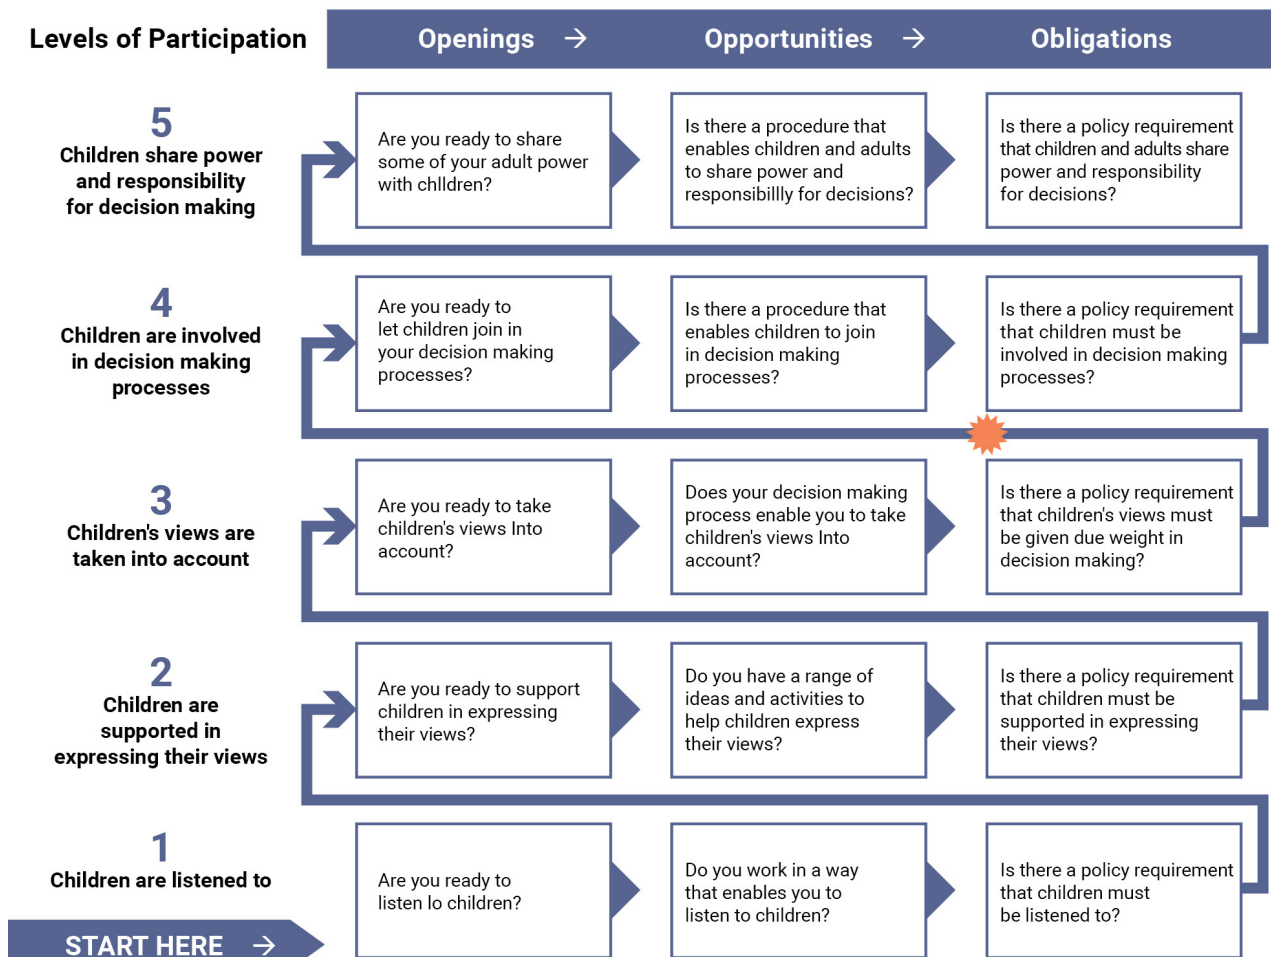 Levels of Participation
Openings →
Opportunities →
Obligations
5
Children share power
and responsibility
for decision making
Are you ready to share
some of your adult power
with chlldren?
Is there a procedure that
enables children and adults
to share power and
responsibillly for decisions?
Is there a policy requirement
that children and adults share
power and responsibility
for decisions?
4
Children are involved
in decision making
processes
Are you ready to
let children join in
your decision making
processes?
Is there a procedure that
enables children to join
in decision making
processes?
Is there a policy requirement
that children must be
involved in decision making
processes?
3
Children's views are
taken into account
Are you ready to take
children's views Into
account?
Does your decision making
process enable you to take
children's views Into
account?
Is there a policy requirement
that children's views must
be given due weight in
decision making?
2
Children are
supported in
expressing their views
Are you ready to support
children in expressing
their views?
Do you have a range of
ideas and activities to
help children express
their views?
Is there a policy requirement
that children must be
supported in expressing
their views?
1
Children are listened to
Are you ready to
listen lo children?
Do you work in a way
that enables you to
listen to children?
Is there a policy requirement
that children must
be listened to?
START HERE →